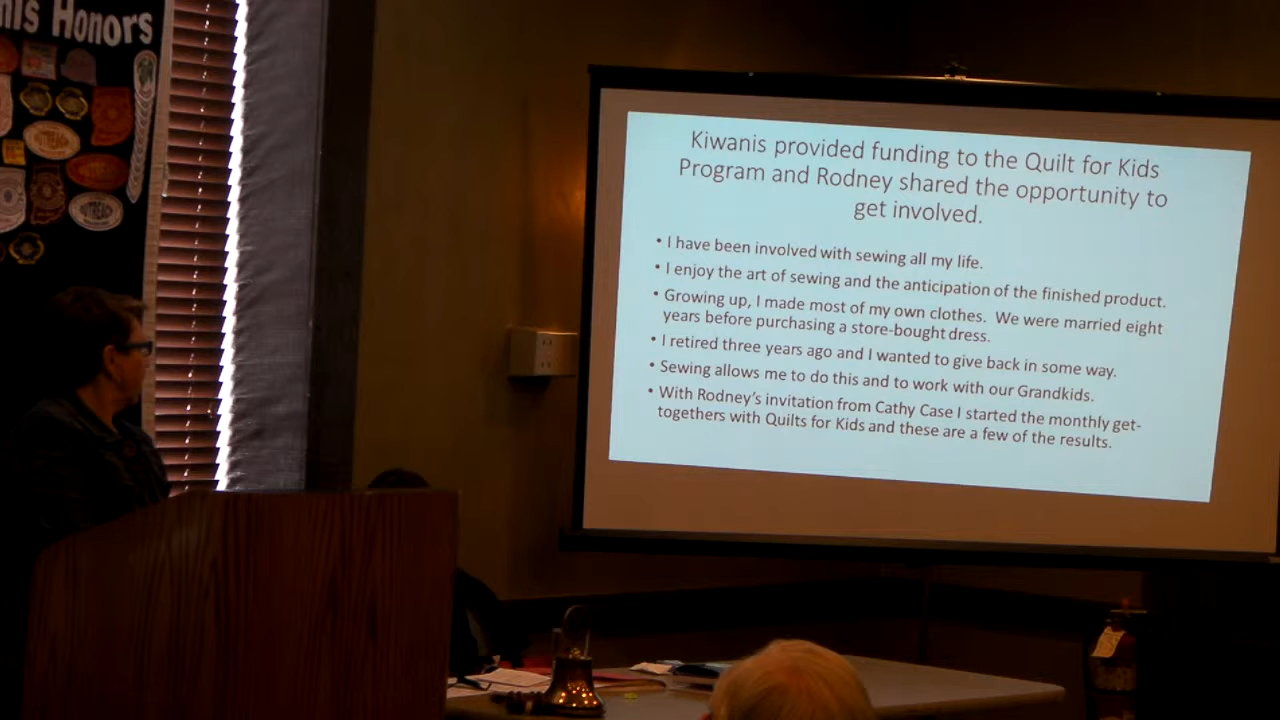 nis Honors
Kiwanis provided funding to the Quilt for Kids
Program and Rodney shared the opportunity to
get involved.
• I have been involved with sewing all my life.
• I enjoy the art of sewing and the anticipation of the finished product.
• Growing up, I made most of my own clothes. We were married eight
years before purchasing a store-bought dress.
• I retired three years ago and I wanted to give back in some way.
• Sewing allows me to do this and to work with our Grandkids.
• With Rodney's invitation from Cathy Case I started the monthly get-
togethers with Quilts for Kids and these are a few of the results.